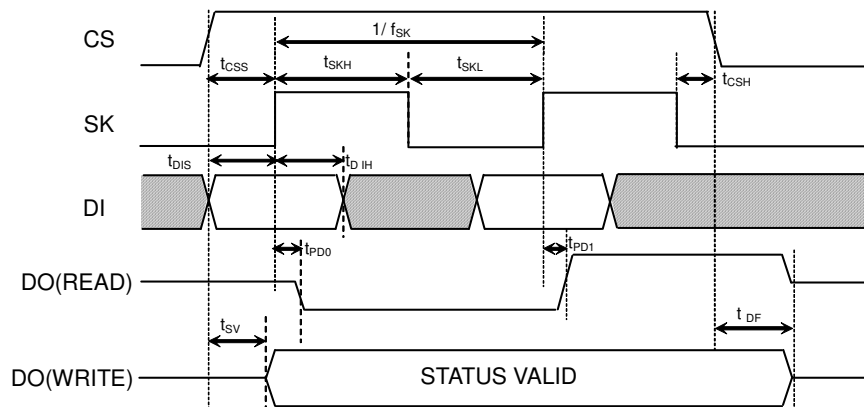 CS
1/ fSK
tCSS
tSKH
tSKL
tCSH
SK
tDIS
tD IH
DI
tPD0
tPD1
DO(READ)
tSV
t DF
DO(WRITE)
STATUS VALID